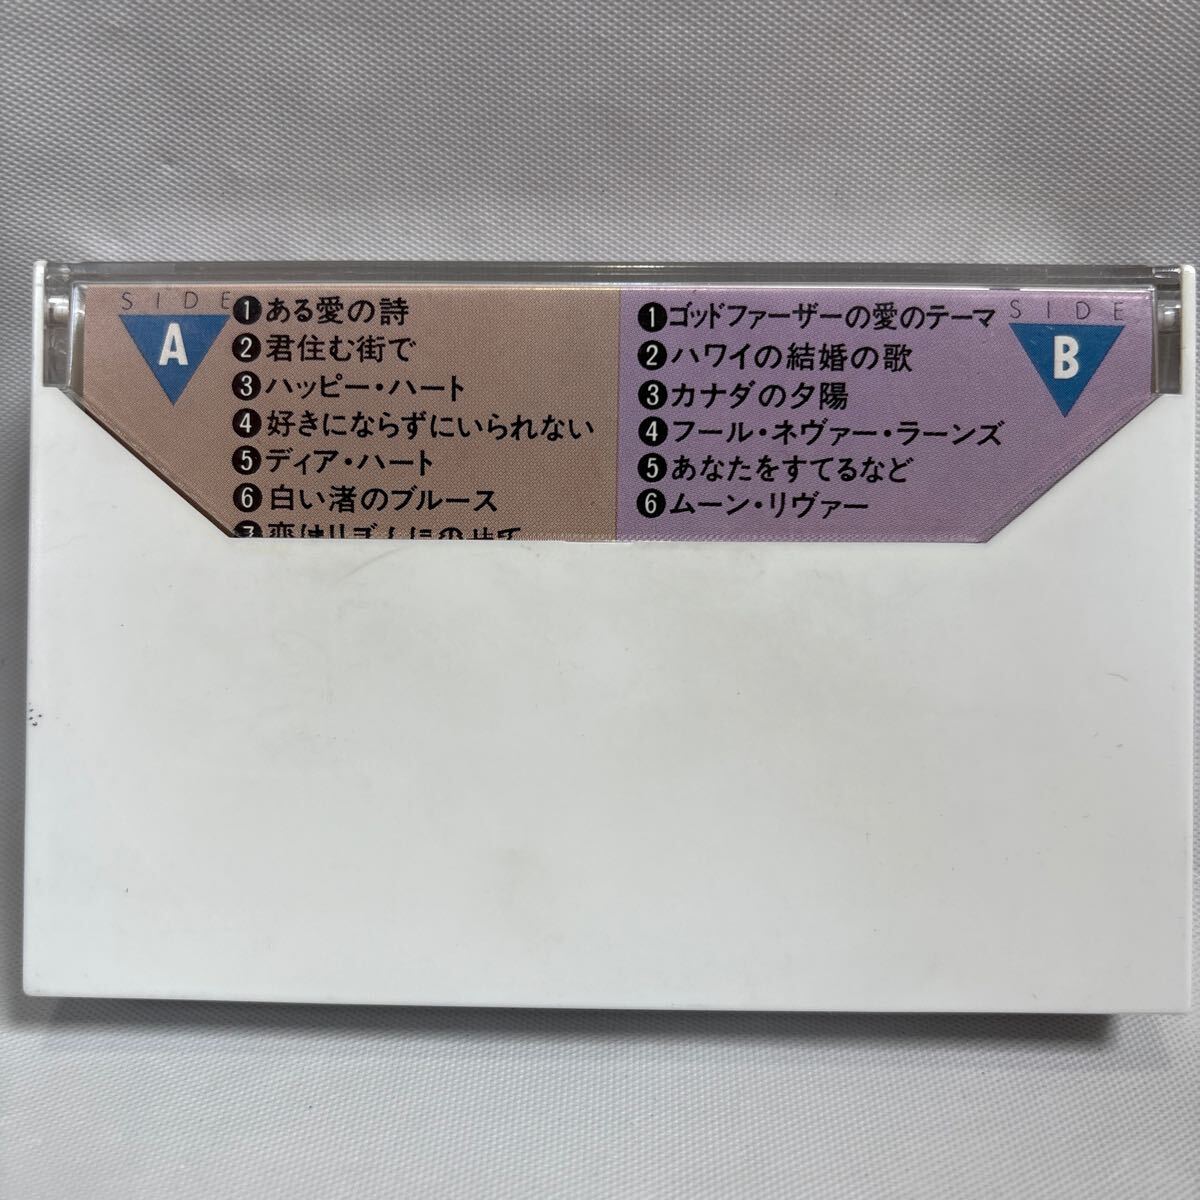 SIDE
A
❶ある愛の詩
❷君住む街で
❸ハッピー・ハート
❹好きにならずにいられない
❺ディア・ハート
❻白い渚のブルース
SIDE
B
❶ゴッドファーザーの愛のテーマ
❷ハワイの結婚の歌
❸カナダの夕陽
❹フール・ネヴァー・ラーンズ
❺あなたをすてるなど
❻ムーン・リヴァー